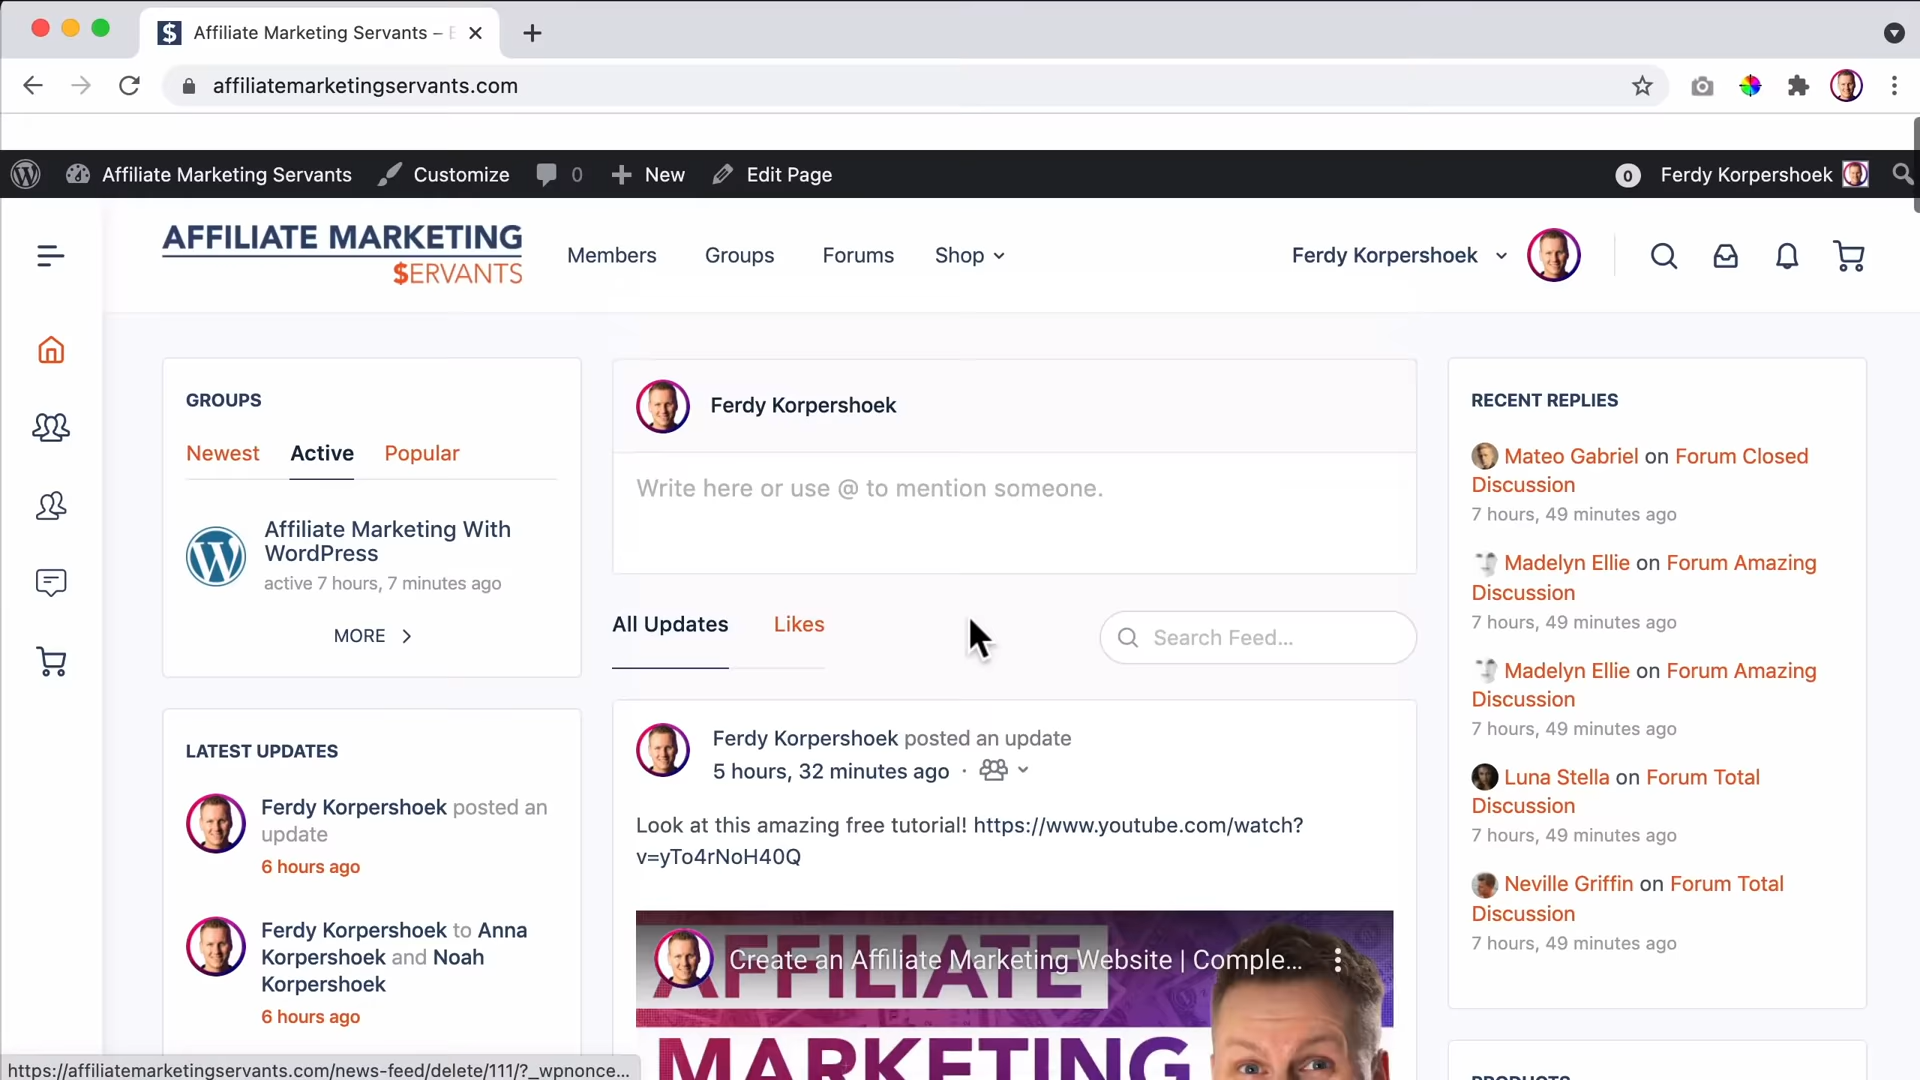 Affiliate Marketing Servants –
affiliatemarketingservants.com
Affiliate Marketing Servants Customize 0 New Edit Page 0 Ferdy Korpershoek
AFFILIATE MARKETING
$ERVANTS
Members Groups Forums Shop Ferdy Korpershoek
GROUPS
Newest Active Popular
Affiliate Marketing With
WordPress
active 7 hours, 7 minutes ago
MORE
LATEST UPDATES
Ferdy Korpershoek posted an
update
6 hours ago
Ferdy Korpershoek to Anna
Korpershoek and Noah
Korpershoek
6 hours ago
Ferdy Korpershoek
Write here or use @ to mention someone.
All Updates Likes Search Feed...
Ferdy Korpershoek posted an update
5 hours, 32 minutes ago ·
Look at this amazing free tutorial! https://www.youtube.com/watch?
v=yTo4rNoH40Q
Create an Affiliate Marketing Website | Comple...
AFFILIATE
MARKETING
RECENT REPLIES
Mateo Gabriel on Forum Closed
Discussion
7 hours, 49 minutes ago
Madelyn Ellie on Forum Amazing
Discussion
7 hours, 49 minutes ago
Madelyn Ellie on Forum Amazing
Discussion
7 hours, 49 minutes ago
Luna Stella on Forum Total
Discussion
7 hours, 49 minutes ago
Neville Griffin on Forum Total
Discussion
7 hours, 49 minutes ago
PRODUCTS
https://affiliatemarketingservants.com/news-feed/delete/111/?_wpnonce...